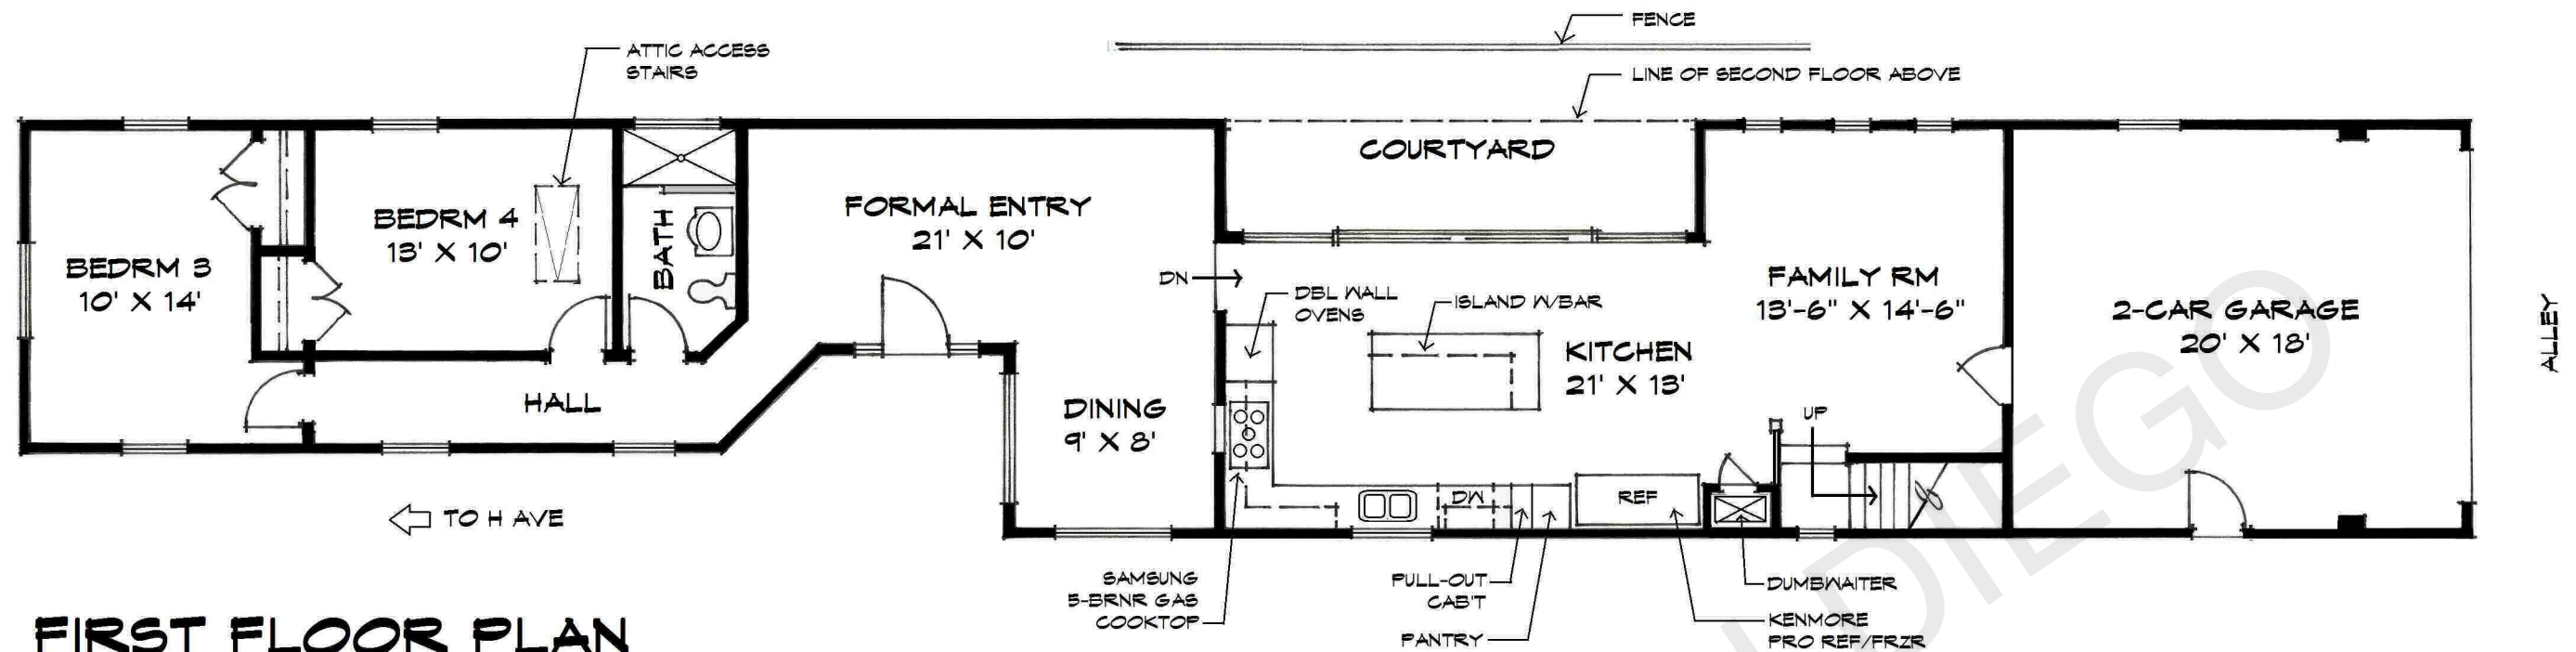 FENCE
ATTIC ACCESS
STAIRS
LINE OF SECOND FLOOR ABOVE
COURTYARD
BEDRM 4
13' X 10'
BATH
FORMAL ENTRY
21' X 10'
BEDRM 3
10' X 14'
DN
DBL WALL
OVENS
ISLAND W/BAR
FAMILY RM
13'-6" X 14'-6"
2-CAR GARAGE
20' X 18'
ALLEY
KITCHEN
21' X 13'
HALL
DINING
9' X 8'
UP
TO H AVE
DW
REF
SAMSUNG
5-BRNR GAS
COOKTOP
PULL-OUT
CAB'T
PANTRY
DUMBWAITER
KENMORE
PRO REF/FRZR
FIRST FLOOR PLAN
DIEGO